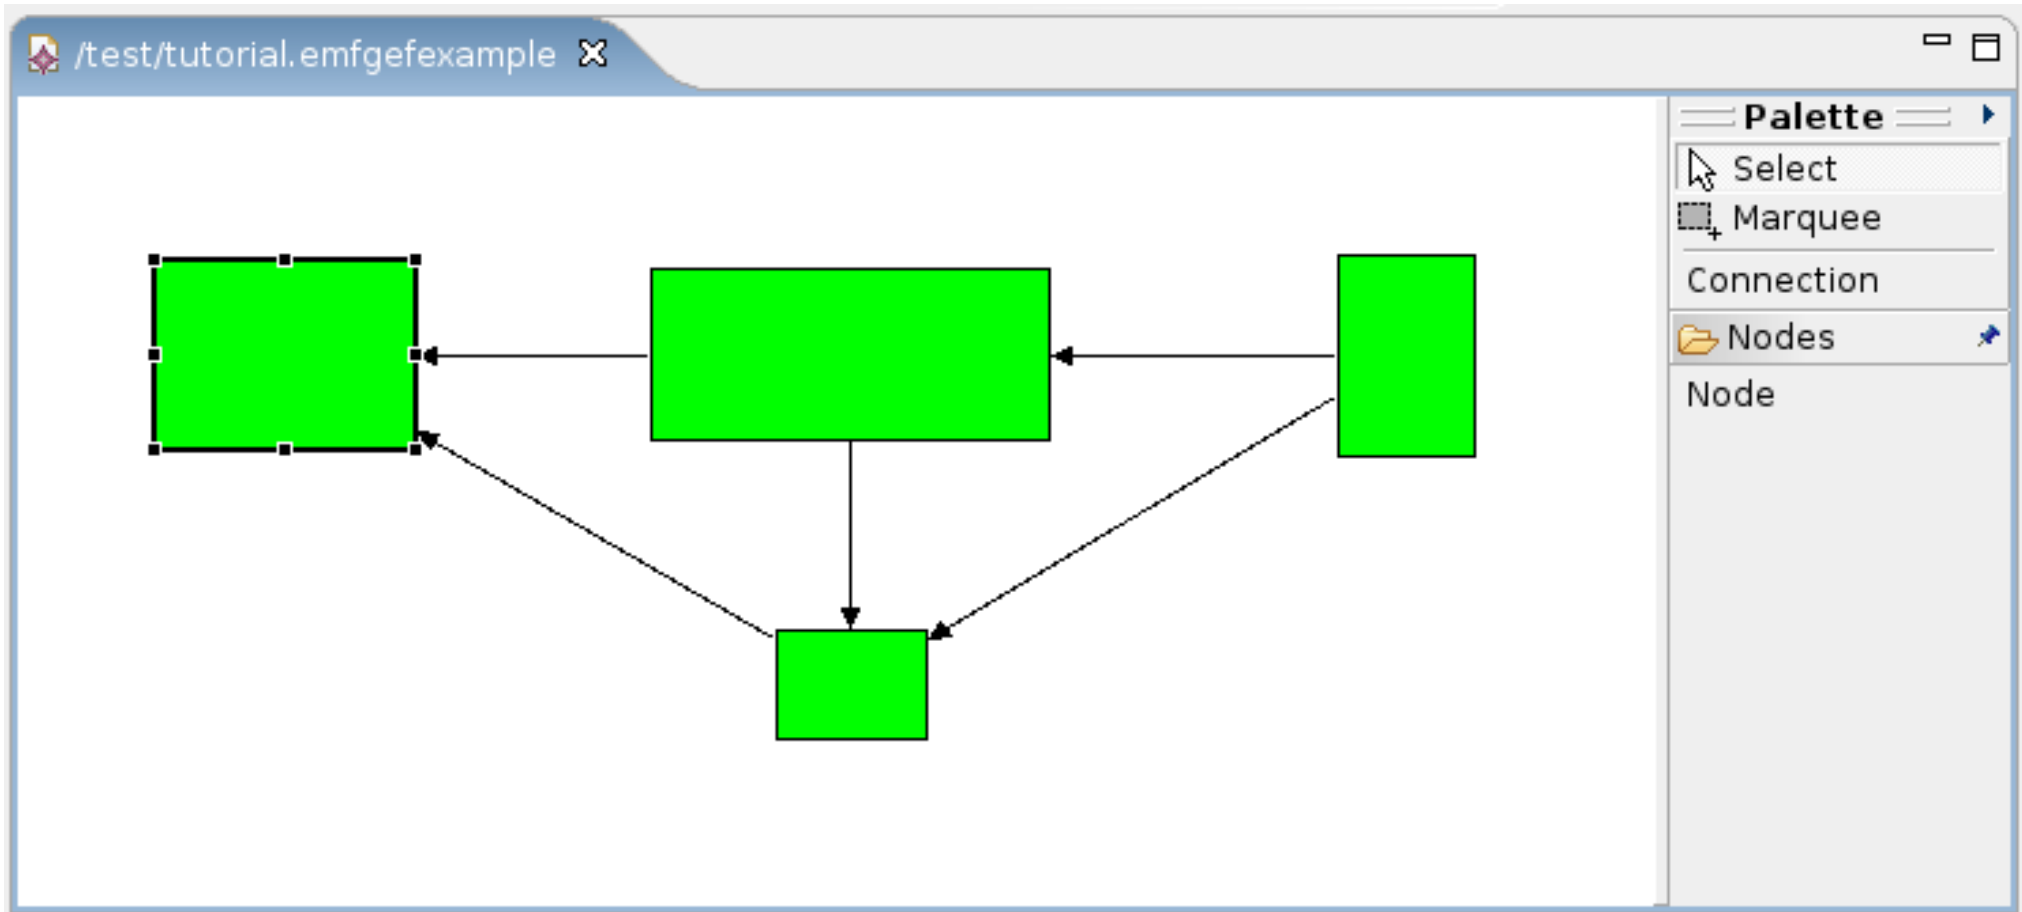 /test/tutorial.emfgefexample
Palette
Select
Marquee
Connection
Nodes
Node